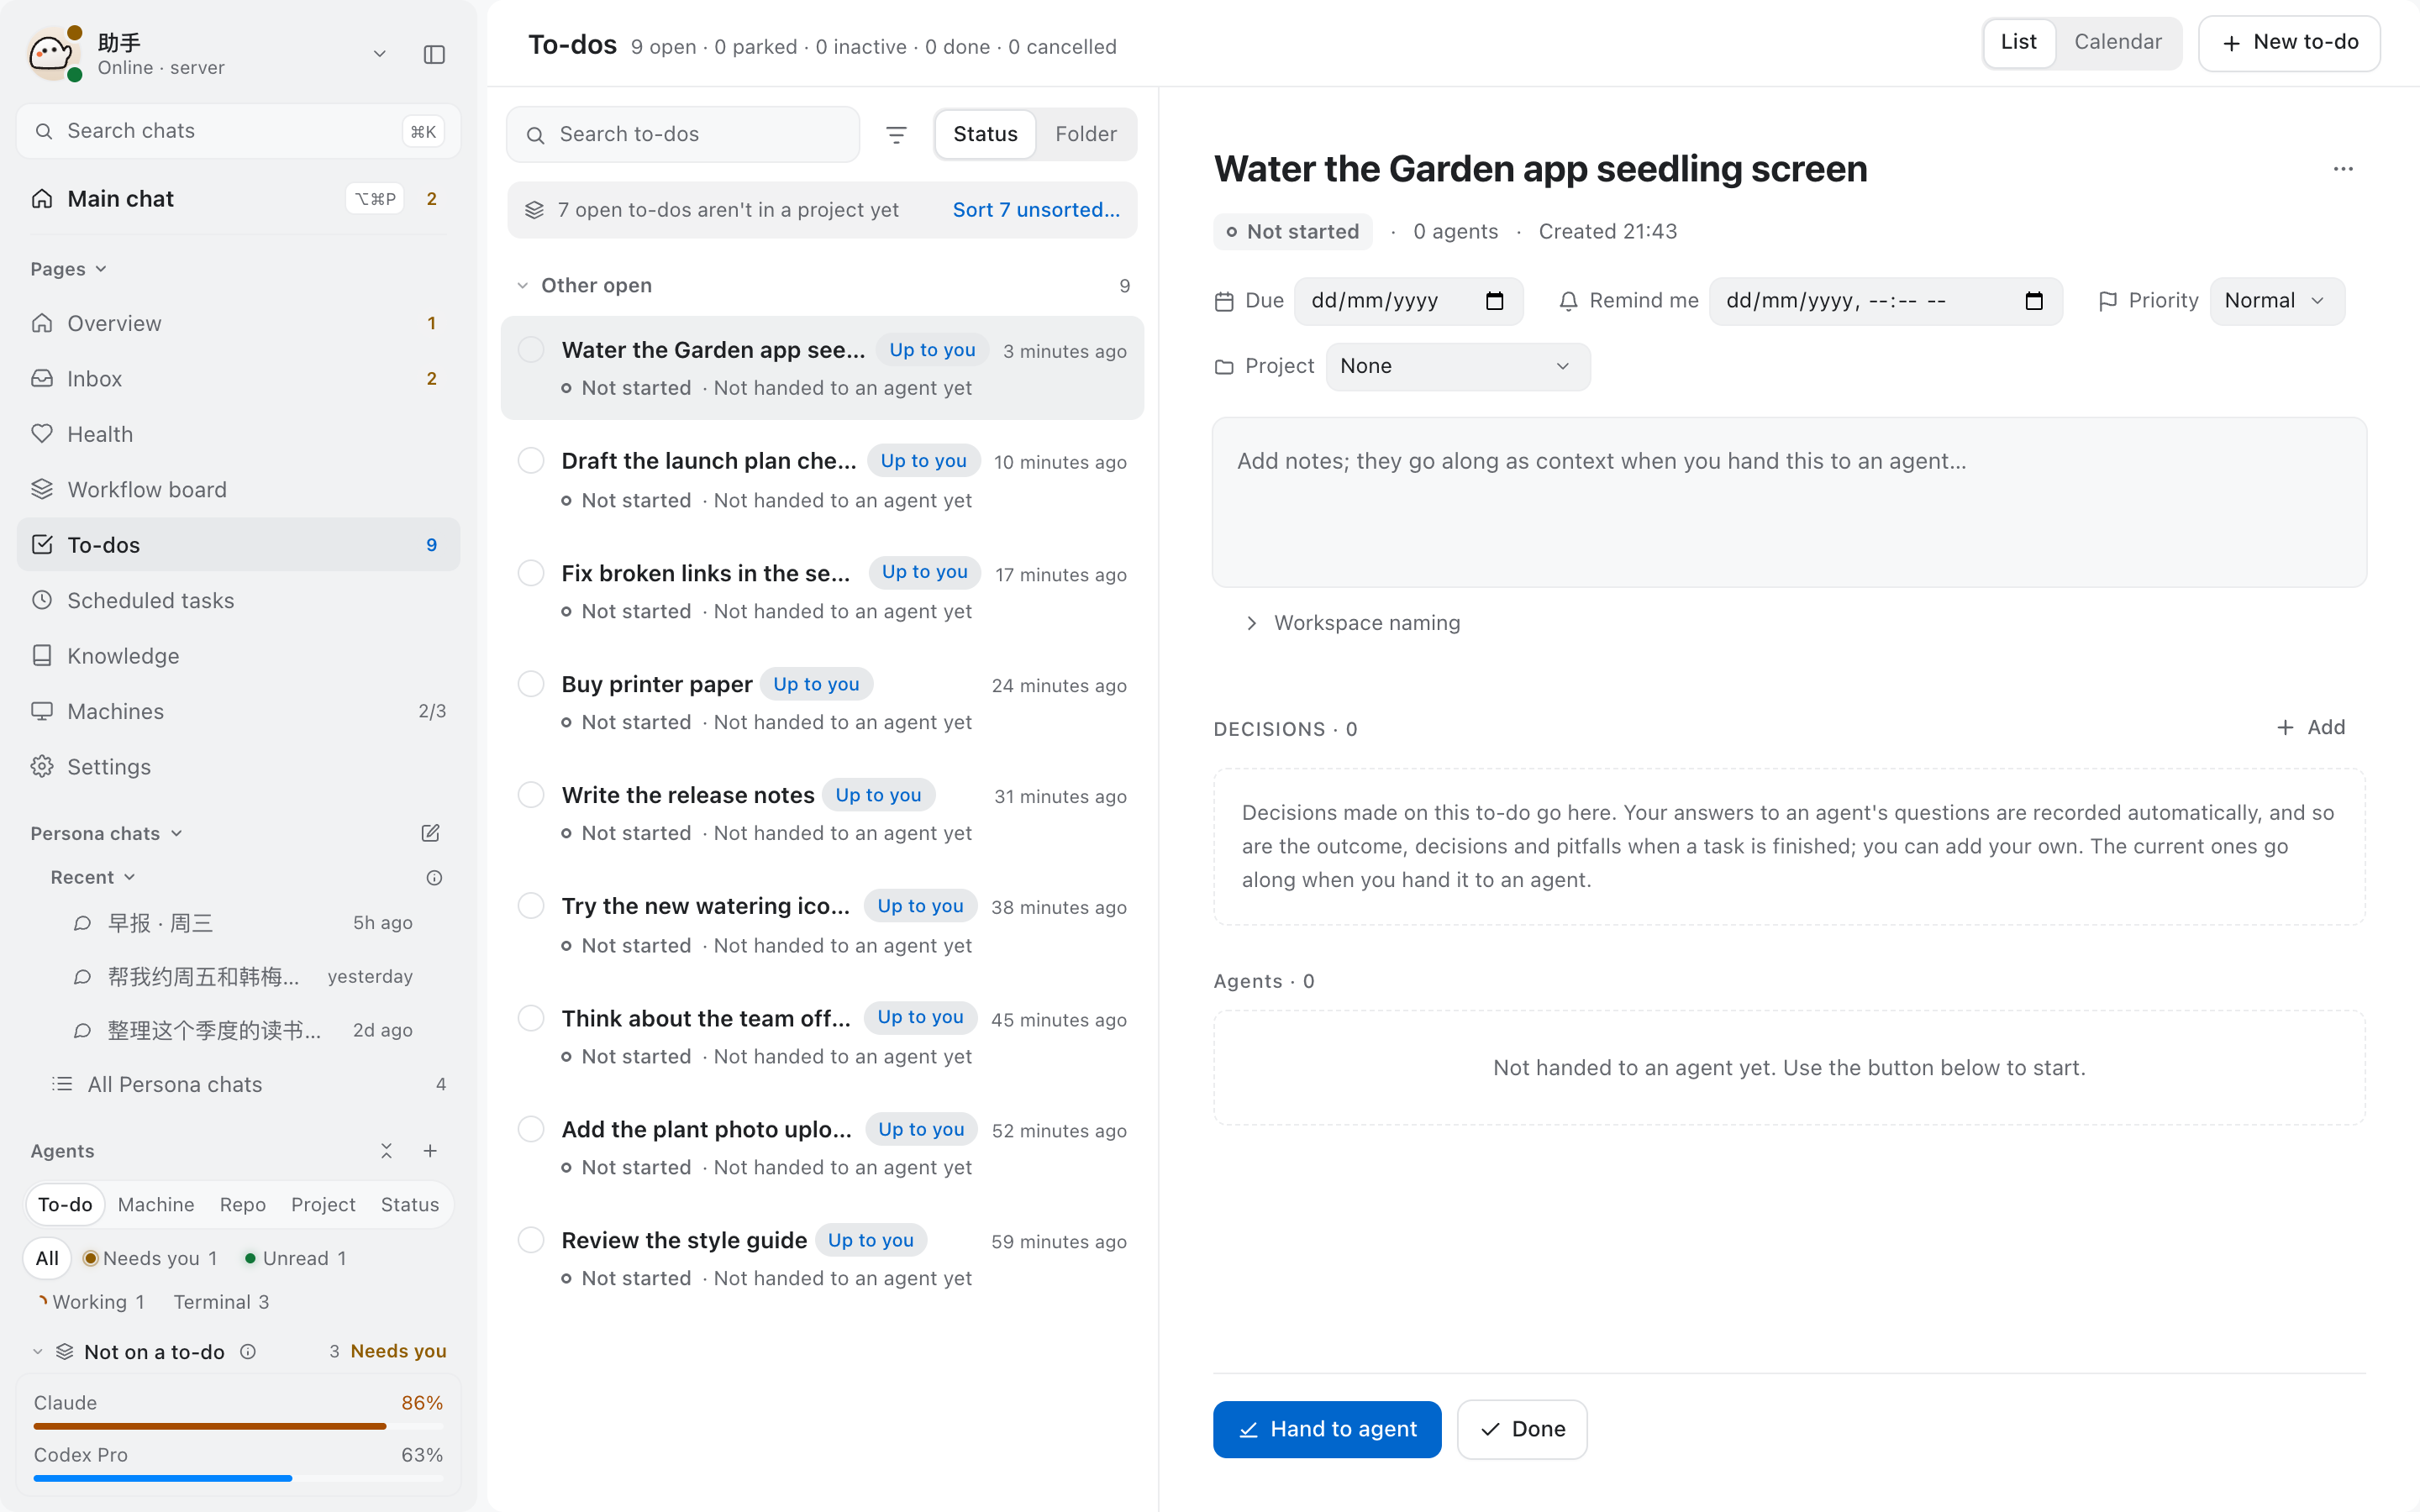 助手
Online · server
Search chats ⌘K
Main chat ⌥⌘P 2
Pages
Overview 1
Inbox 2
Health
Workflow board
To-dos 9
Scheduled tasks
Knowledge
Machines 2/3
Settings
Persona chats
Recent
早报 · 周三 5h ago
帮我约周五和韩梅... yesterday
整理这个季度的读书... 2d ago
All Persona chats 4
Agents
To-do Machine Repo Project Status
All Needs you 1 Unread 1
Working 1 Terminal 3
Not on a to-do 3 Needs you
Claude 86%
Codex Pro 63%
To-dos 9 open · 0 parked · 0 inactive · 0 done · 0 cancelled
List Calendar
+ New to-do
Search to-dos
Status Folder
7 open to-dos aren't in a project yet Sort 7 unsorted...
Other open 9
Water the Garden app see... Up to you 3 minutes ago
Not started · Not handed to an agent yet
Draft the launch plan che... Up to you 10 minutes ago
Not started · Not handed to an agent yet
Fix broken links in the se... Up to you 17 minutes ago
Not started · Not handed to an agent yet
Buy printer paper Up to you 24 minutes ago
Not started · Not handed to an agent yet
Write the release notes Up to you 31 minutes ago
Not started · Not handed to an agent yet
Try the new watering ico... Up to you 38 minutes ago
Not started · Not handed to an agent yet
Think about the team off... Up to you 45 minutes ago
Not started · Not handed to an agent yet
Add the plant photo uplo... Up to you 52 minutes ago
Not started · Not handed to an agent yet
Review the style guide Up to you 59 minutes ago
Not started · Not handed to an agent yet
Water the Garden app seedling screen
Not started · 0 agents · Created 21:43
Due dd/mm/yyyy Remind me dd/mm/yyyy, --:-- -- Priority Normal
Project None
Add notes; they go along as context when you hand this to an agent...
Workspace naming
DECISIONS · 0 + Add
Decisions made on this to-do go here. Your answers to an agent's questions are recorded automatically, and so
are the outcome, decisions and pitfalls when a task is finished; you can add your own. The current ones go
along when you hand it to an agent.
Agents · 0
Not handed to an agent yet. Use the button below to start.
Hand to agent
Done